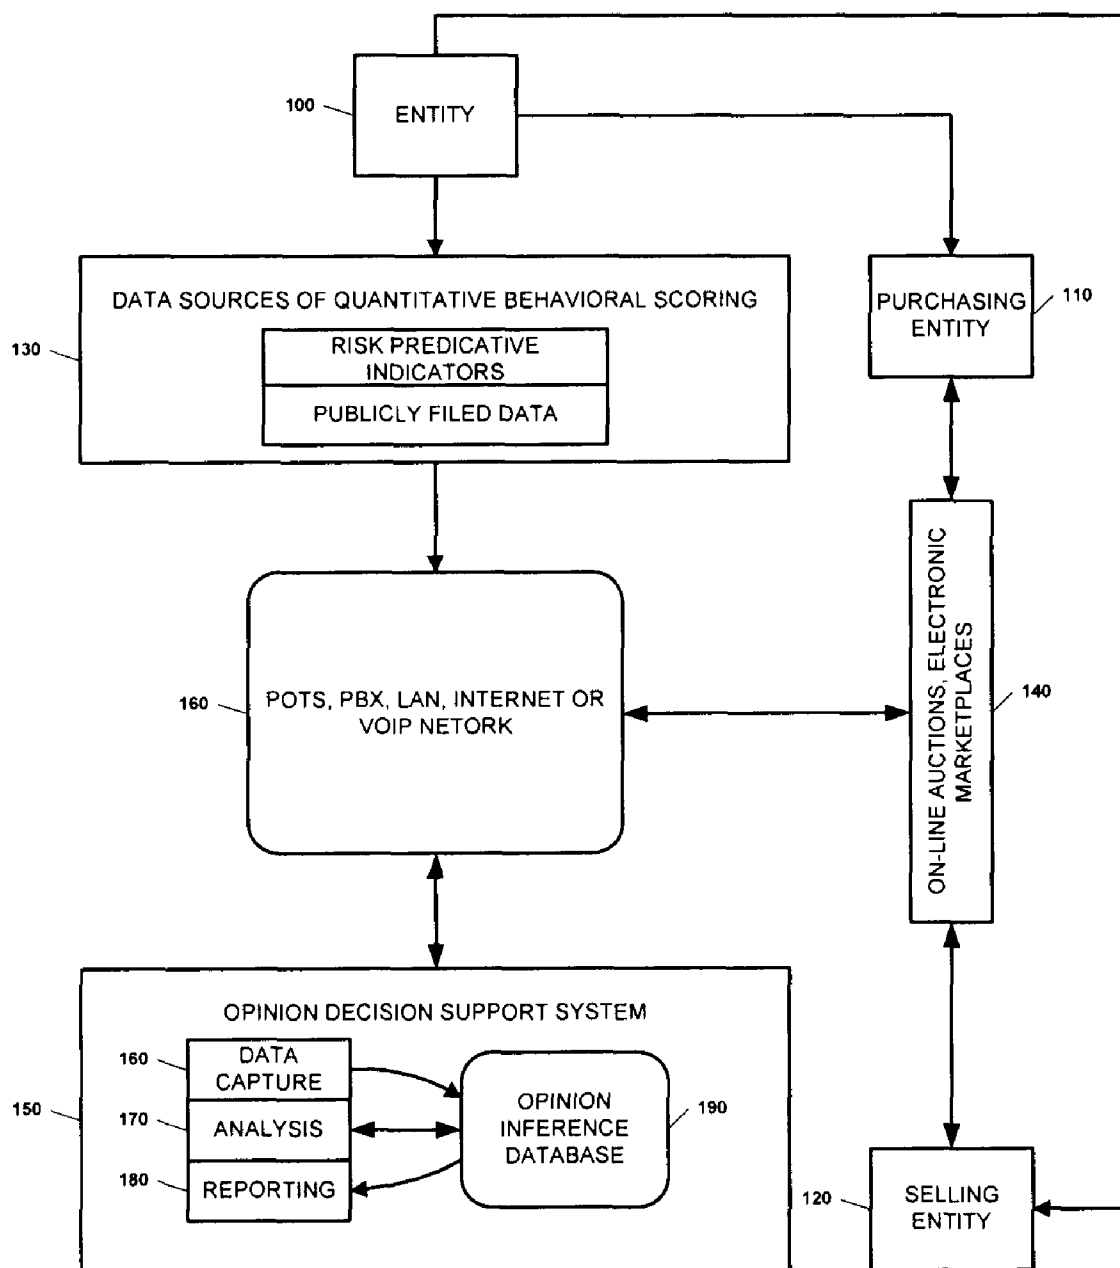 100
ENTITY
DATA SOURCES OF QUANTITATIVE BEHAVIORAL SCORING
130
RISK PREDICATIVE
INDICATORS
PUBLICLY FILED DATA
PURCHASING
ENTITY
110
160
POTS, PBX, LAN, INTERNET OR
VOIP NETORK
ON-LINE AUCTIONS, ELECTRONIC
MARKETPLACES
140
OPINION DECISION SUPPORT SYSTEM
150
160
DATA
CAPTURE
170
ANALYSIS
180
REPORTING
OPINION
INFERENCE
DATABASE
190
120
SELLING
ENTITY